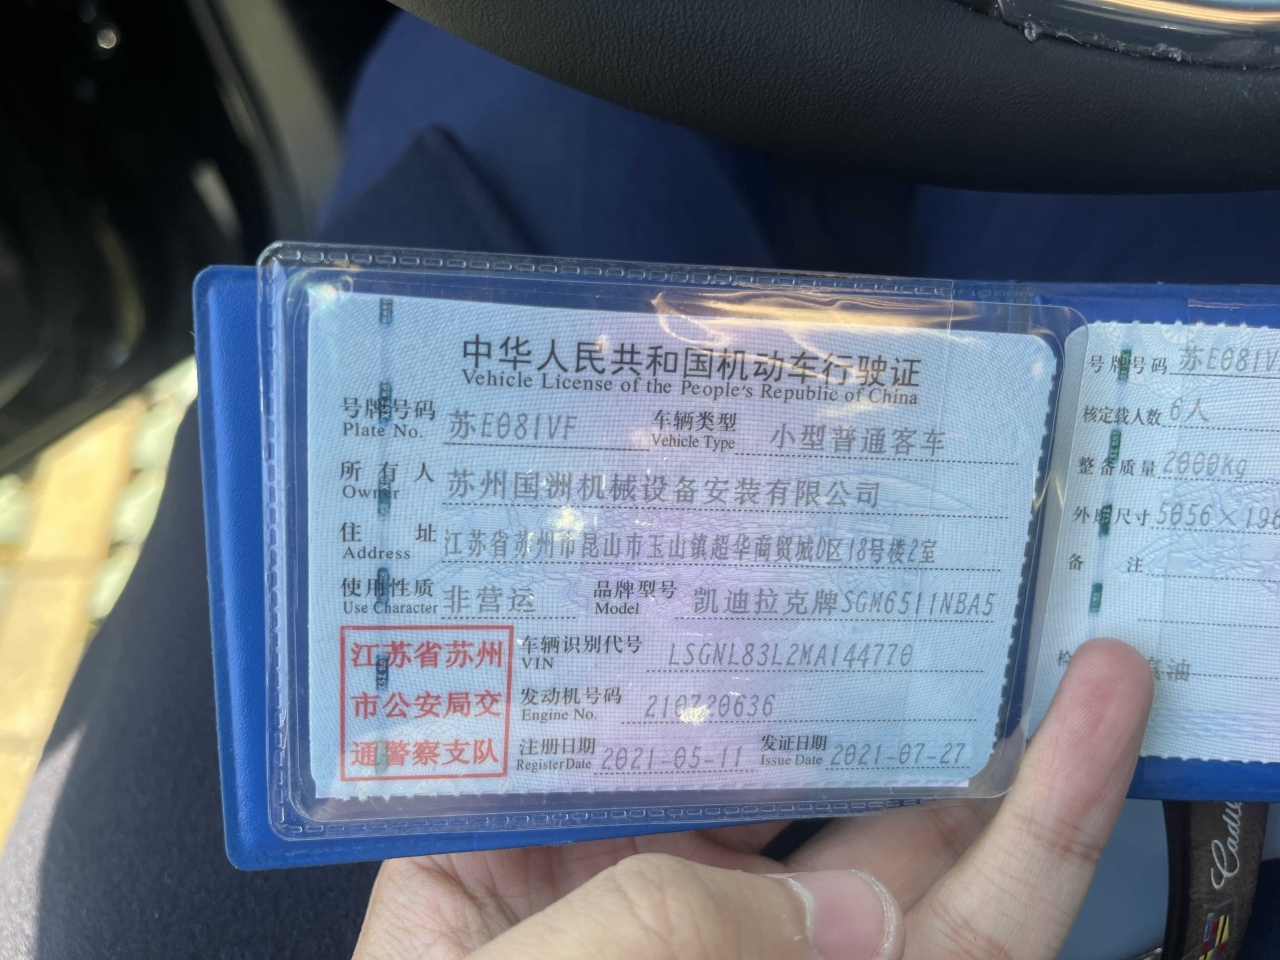 中华人民共和国机动车行驶证
Vehicle License of the People's Republic of China
号牌号码 苏E081VF 车辆类型 小型普通客车
Plate No. Vehicle Type
所有人 苏州国洲机械设备安装有限公司
Owner
住址 江苏省苏州市昆山市玉山镇超华商贸城D区18号楼2室
Address
使用性质 非营运 品牌型号 凯迪拉克牌SGM6511NBA5
Use Character Model
江苏省苏州
市公安局交
通警察支队
车辆识别代号 LSGNL83L2MA144770
VIN
发动机号码 210720636
Engine No.
注册日期 2021-05-11 发证日期 2021-07-27
Register Date Issue Date
号牌号码 苏E081V
核定载人数 6人
整备质量 2000Kg
外廓尺寸 5056×196
备注
检
汽油